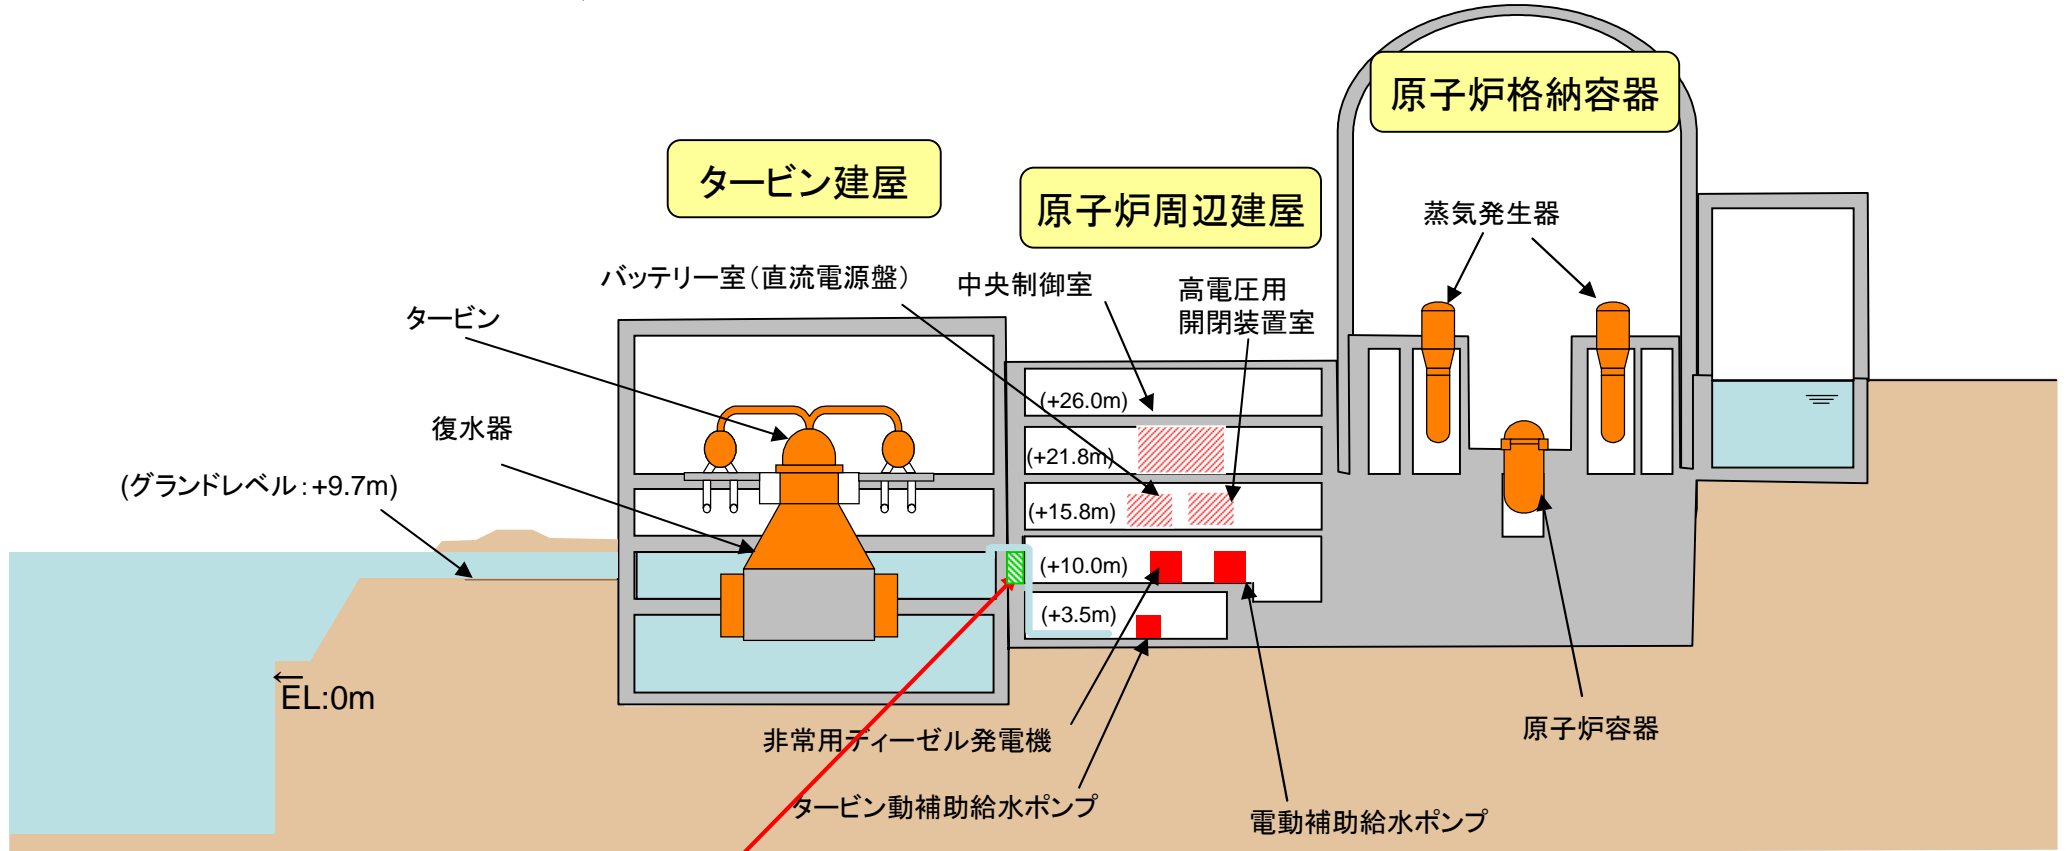 原子炉格納容器
タービン建屋
原子炉周辺建屋
蒸気発生器
バッテリー室(直流電源盤)
中央制御室
高電圧用
開閉装置室
タービン
復水器
(グランドレベル:+9.7m)
(+26.0m)
(+21.8m)
(+15.8m)
(+10.0m)
(+3.5m)
EL:0m
非常用ディーゼル発電機
タービン動補助給水ポンプ
電動補助給水ポンプ
原子炉容器